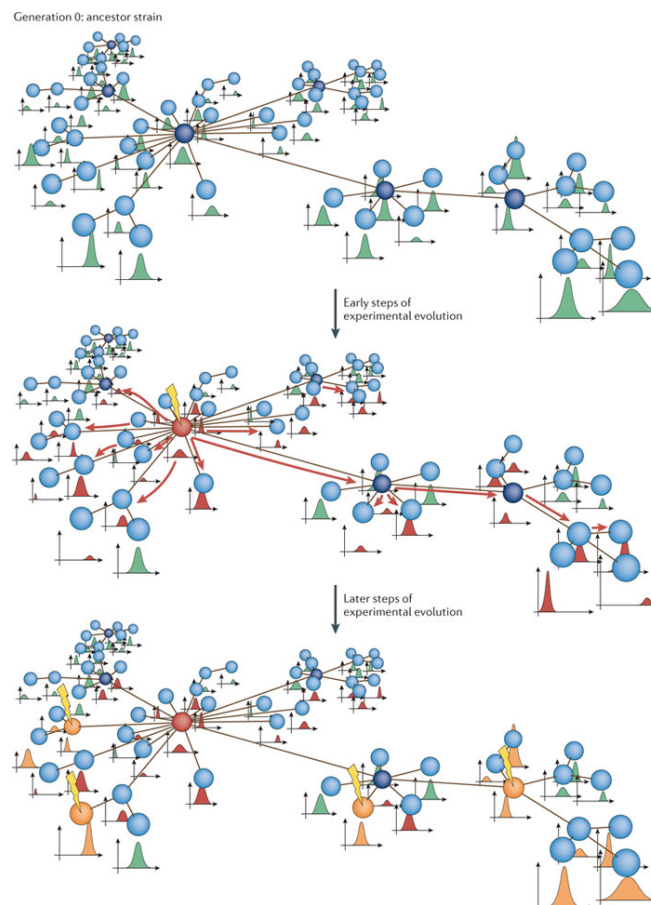 Generation 0: ancestor strain
Early steps of
experimental evolution
Later steps of
experimental evolution